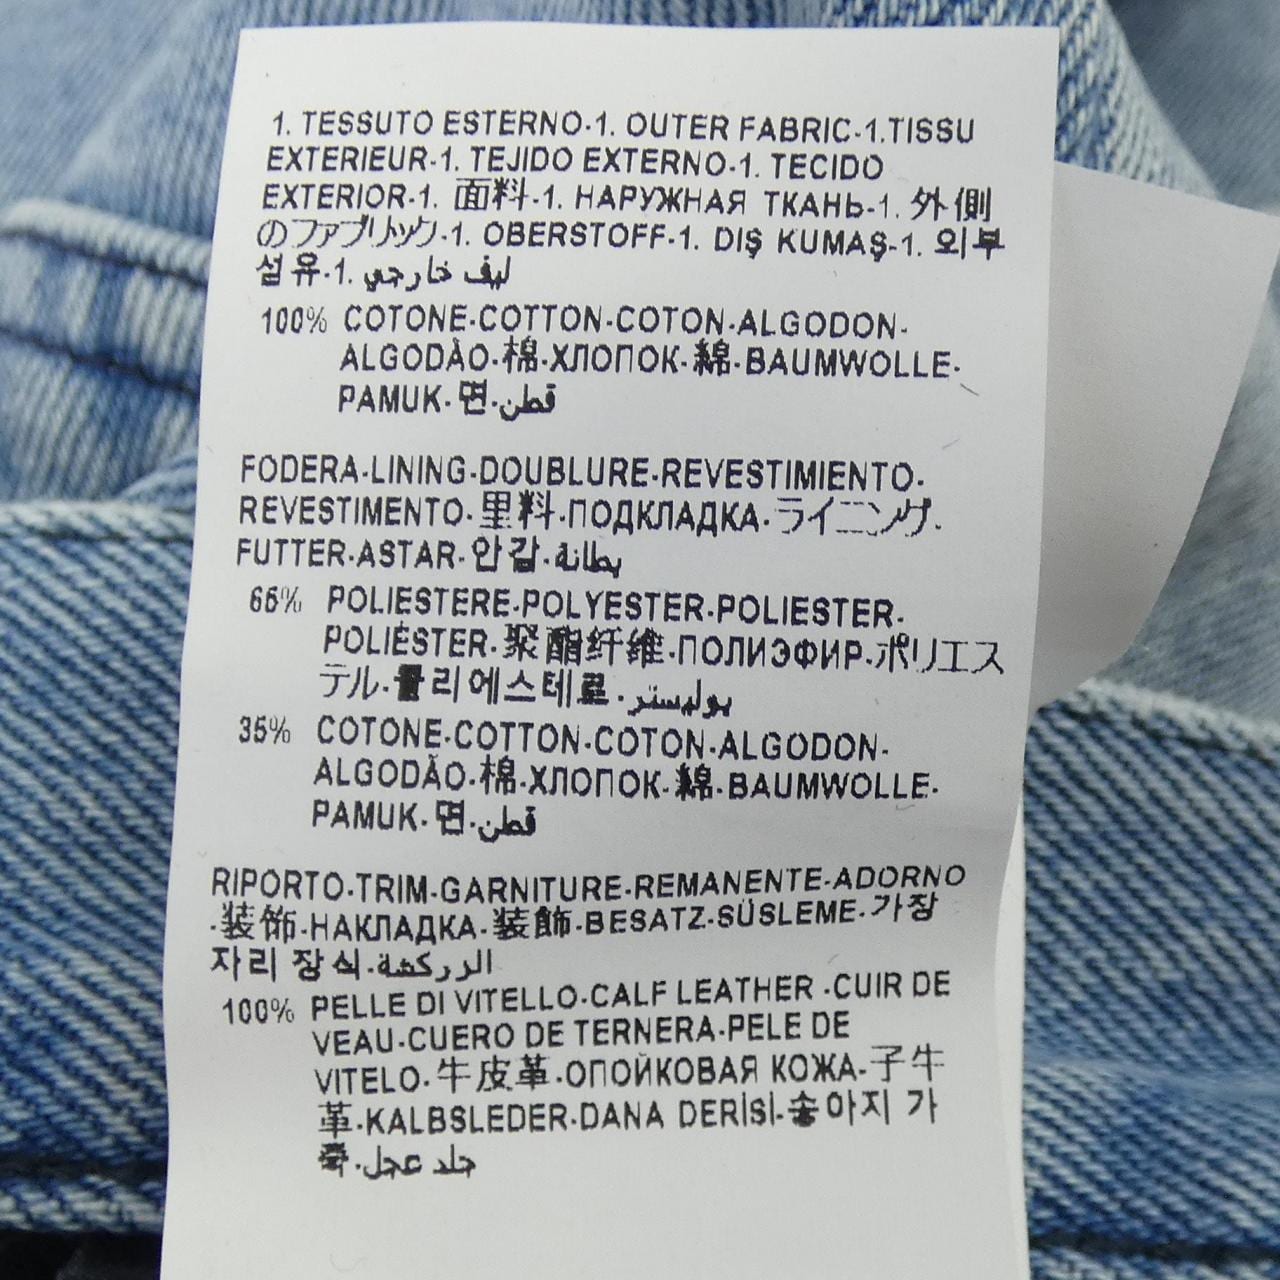 1. TESSUTO ESTERNO-1. OUTER FABRIC-1.TISSU
EXTERIEUR-1. TEJIDO EXTERNO-1. TECIDO
EXTERIOR-1. 面料-1. НАРУЖНАЯ ТКАНЬ-1. 外側
のファブリック-1. OBERSTOFF-1. DIŞ KUMAŞ-1. 외부
섬유-1. ليف خارجي
100% COTONE-COTTON-COTON-ALGODON-
ALGODÃO-棉-ХЛОПОК-綿-BAUMWOLLE-
PAMUK-면-قطن
FODERA-LINING-DOUBLURE-REVESTIMIENTO-
REVESTIMENTO-里料-ПОДКЛАДКА-ライニング-
FUTTER-ASTAR-안감-بطانة
65% POLIESTERE-POLYESTER-POLIESTER-
POLIÉSTER-聚酯纤维-ПОЛИЭФИР-ポリエス
テル-폴리에스테르-بوليستر
35% COTONE-COTTON-COTON-ALGODON-
ALGODÃO-棉-ХЛОПОК-綿-BAUMWOLLE-
PAMUK-면-قطن
RIPORTO-TRIM-GARNITURE-REMANENTE-ADORNO
-装饰-НАКЛАДКА-装飾-BESATZ-SÜSLEME-가장
자리 장식-الزركشة
100% PELLE DI VITELLO-CALF LEATHER -CUIR DE
VEAU-CUERO DE TERNERA-PELE DE
VITELO-牛皮革-ОПОЙКОВАЯ КОЖА-子牛
革-KALBSLEDER-DANA DERİSİ-송아지 가
죽-جلد عجل